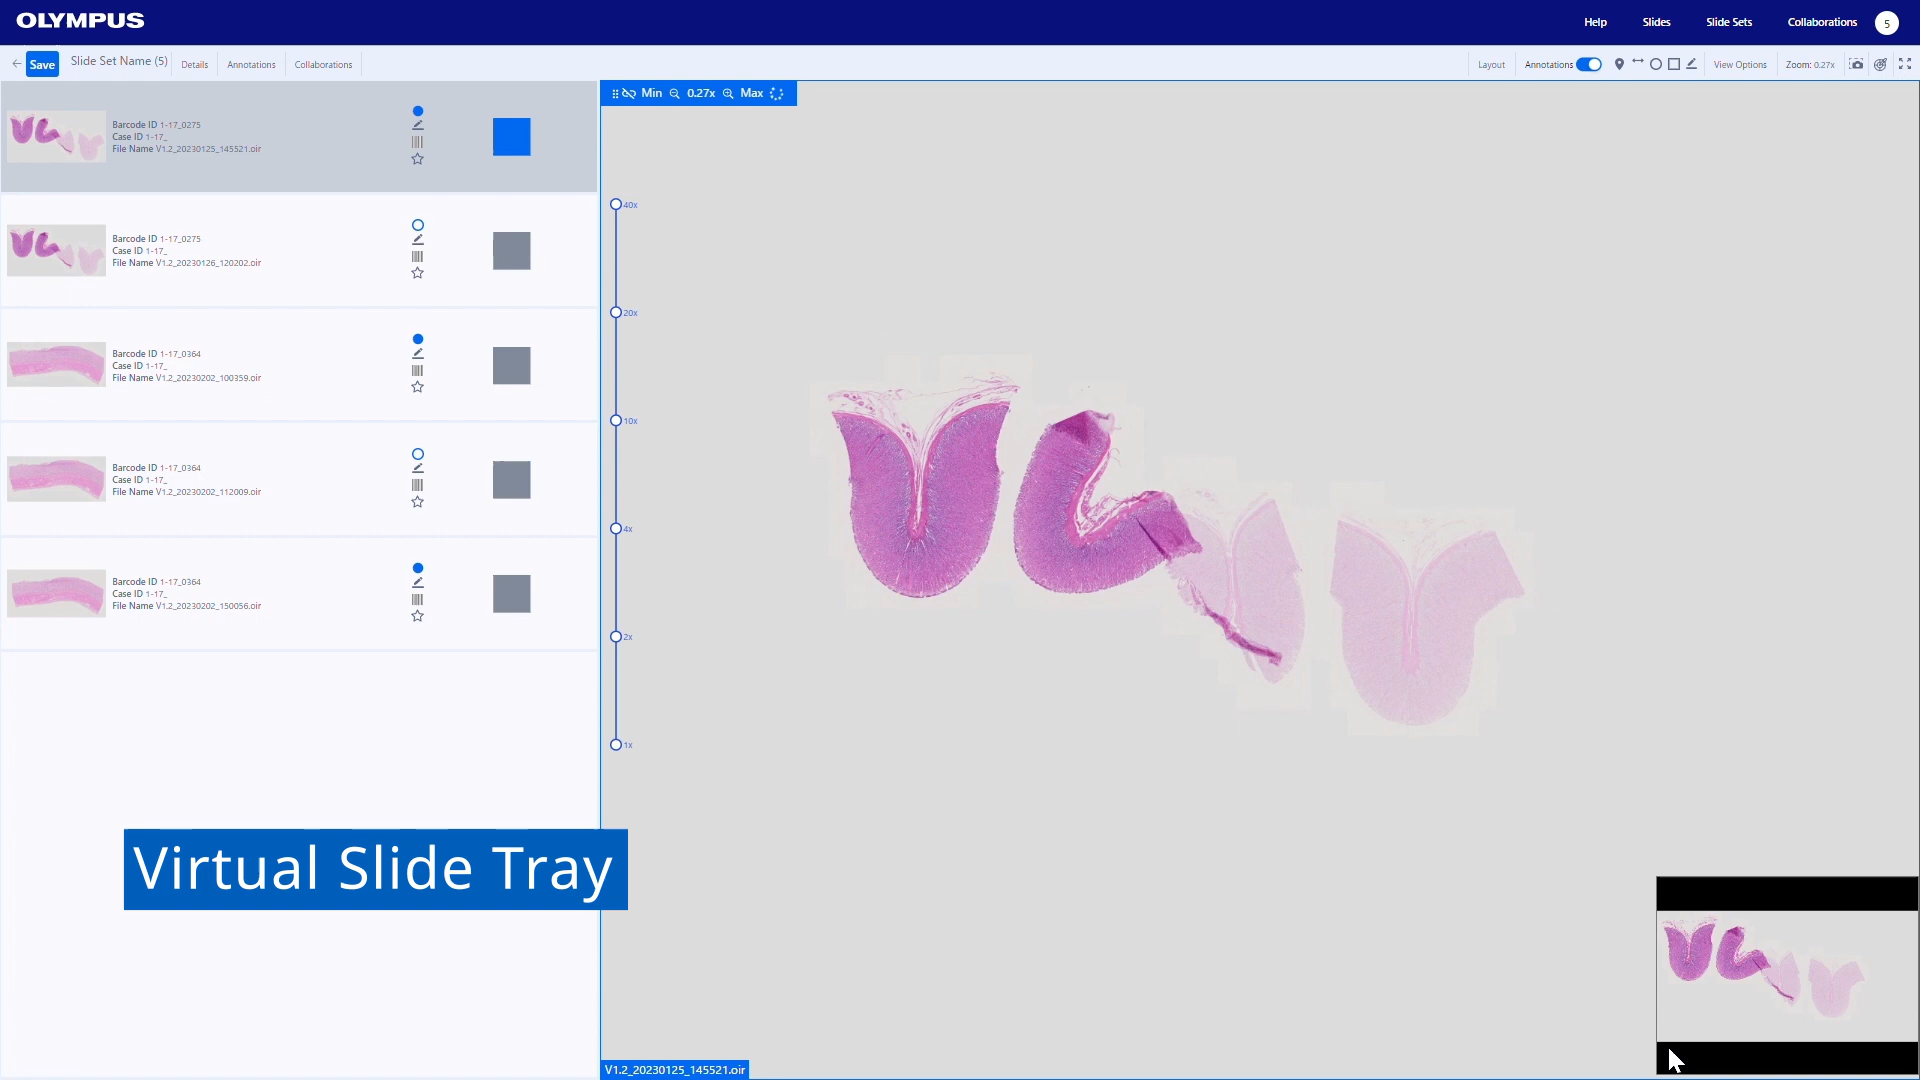 OLYMPUS
Help Slides Slide Sets Collaborations 5
Save Slide Set Name (5) Details Annotations Collaborations
Layout Annotations View Options Zoom: 0.27x
Min 0.27x Max
Barcode ID 1-17_0275
Case ID 1-17_
File Name V1.2_20230125_145521.oir
Barcode ID 1-17_0275
Case ID 1-17_
File Name V1.2_20230126_120202.oir
Barcode ID 1-17_0364
Case ID 1-17_
File Name V1.2_20230202_100359.oir
Barcode ID 1-17_0364
Case ID 1-17_
File Name V1.2_20230202_112009.oir
Barcode ID 1-17_0364
Case ID 1-17_
File Name V1.2_20230202_150056.oir
40x
20x
10x
4x
2x
1x
Virtual Slide Tray
V1.2_20230125_145521.oir